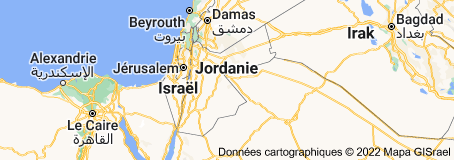 Beyrouth
بيروت
Damas
دمشق
Bagdad
بغداد
Irak
Alexandrie
الإسكندرية
Jérusalem
Jordanie
Israël
Le Caire
القاهرة
Données cartographiques © 2022 Mapa GISrael